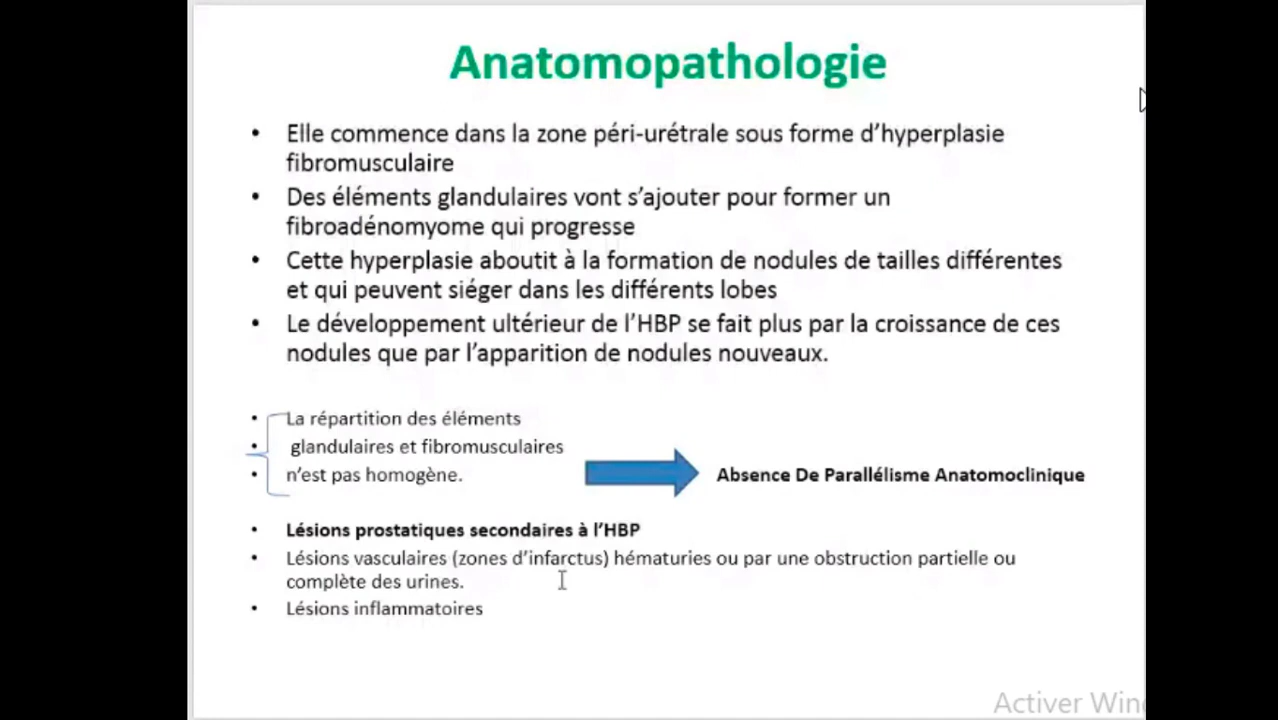 Anatomopathologie
• Elle commence dans la zone péri-urétrale sous forme d'hyperplasie
fibromusculaire
• Des éléments glandulaires vont s'ajouter pour former un
fibroadénomyome qui progresse
• Cette hyperplasie aboutit à la formation de nodules de tailles différentes
et qui peuvent siéger dans les différents lobes
• Le développement ultérieur de l'HBP se fait plus par la croissance de ces
nodules que par l'apparition de nodules nouveaux.
• La répartition des éléments
• glandulaires et fibromusculaires
• n'est pas homogène.
Absence De Parallélisme Anatomoclinique
• Lésions prostatiques secondaires à l'HBP
• Lésions vasculaires (zones d'infarctus) hématuries ou par une obstruction partielle ou
complète des urines.
• Lésions inflammatoires
Activer Win